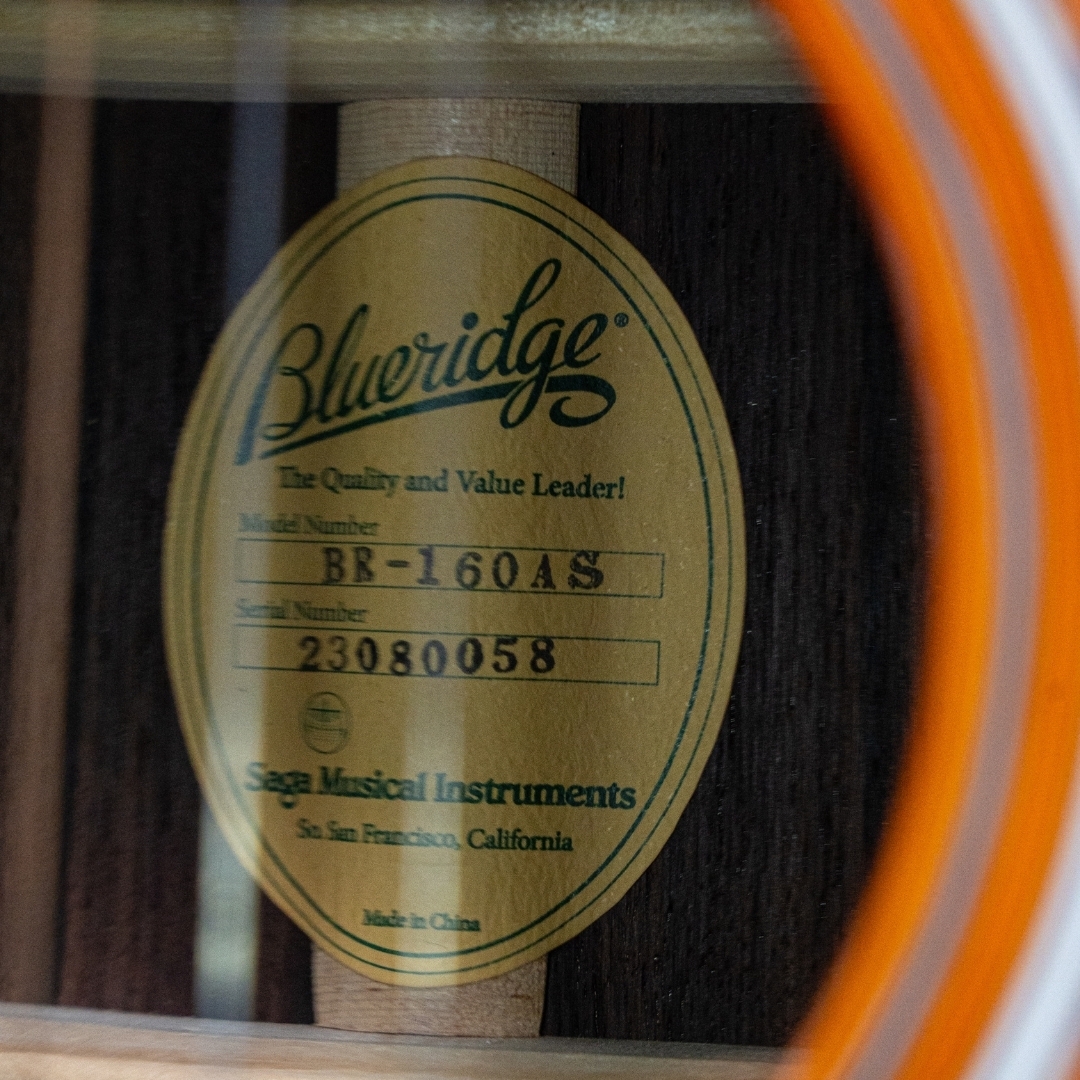 Blueridge®
The Quality and Value Leader!
Model Number
BR-160AS
Serial Number
23080058
Saga Musical Instruments
So. San Francisco, California
Made in China